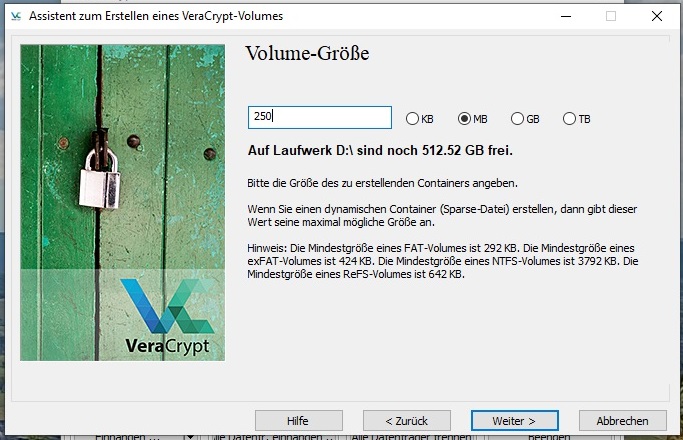 Assistent zum Erstellen eines VeraCrypt-Volumes
Volume-Größe
250
KB MB GB TB
Auf Laufwerk D:\ sind noch 512.52 GB frei.
Bitte die Größe des zu erstellenden Containers angeben.
Wenn Sie einen dynamischen Container (Sparse-Datei) erstellen, dann gibt dieser
Wert seine maximal mögliche Größe an.
Hinweis: Die Mindestgröße eines FAT-Volumes ist 292 KB. Die Mindestgröße eines
exFAT-Volumes ist 424 KB. Die Mindestgröße eines NTFS-Volumes ist 3792 KB. Die
Mindestgröße eines ReFS-Volumes ist 642 KB.
VeraCrypt
Hilfe < Zurück Weiter > Abbrechen